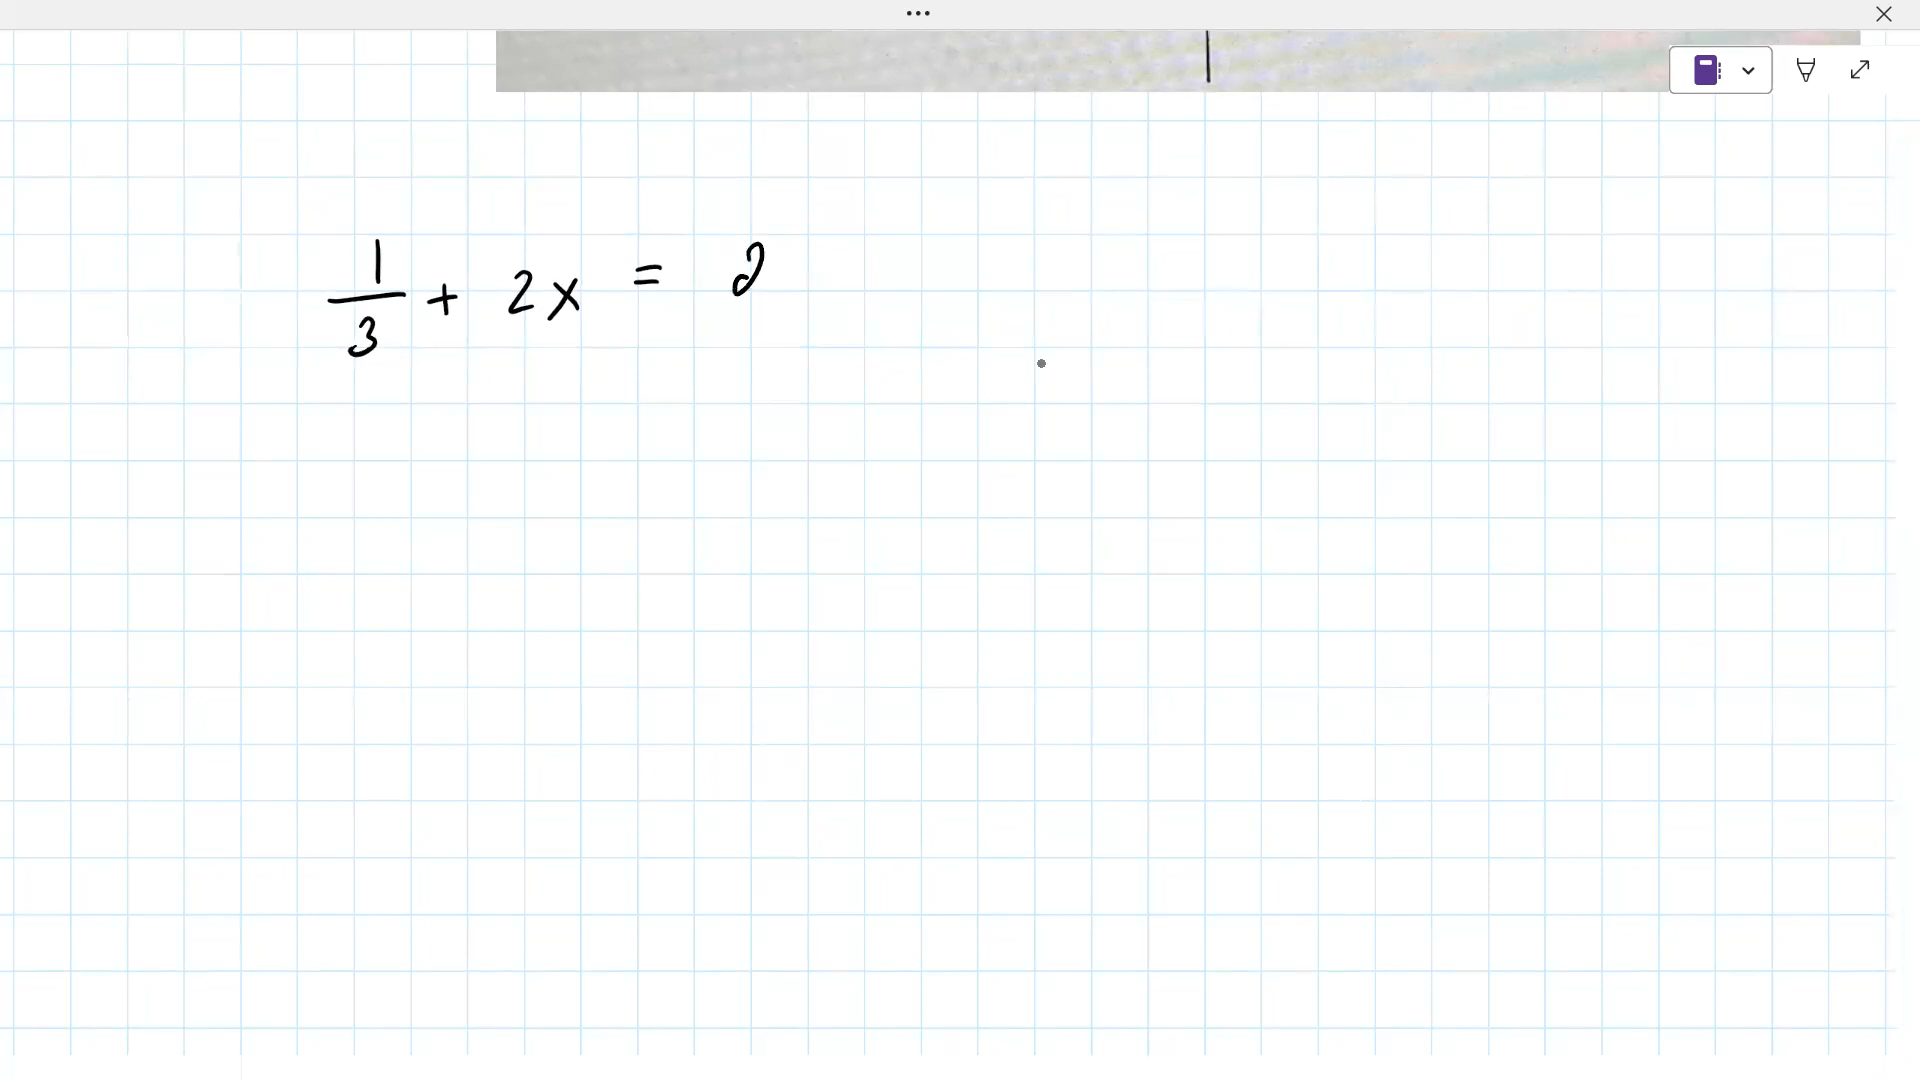 1/3 + 2x = 2